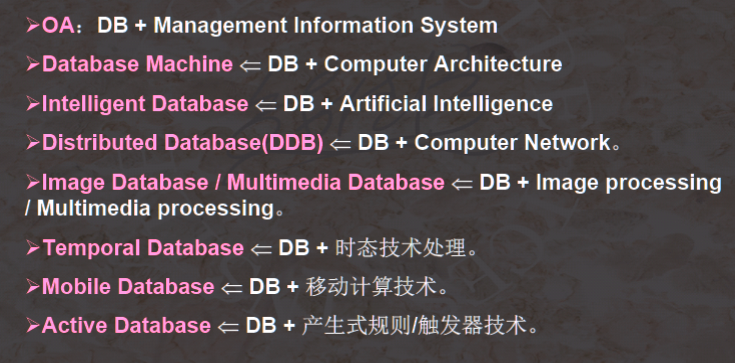 ➢OA：DB + Management Information System
➢Database Machine ⇐ DB + Computer Architecture
➢Intelligent Database ⇐ DB + Artificial Intelligence
➢Distributed Database(DDB) ⇐ DB + Computer Network。
➢Image Database / Multimedia Database ⇐ DB + Image processing
/ Multimedia processing。
➢Temporal Database ⇐ DB + 时态技术处理。
➢Mobile Database ⇐ DB + 移动计算技术。
➢Active Database ⇐ DB + 产生式规则/触发器技术。